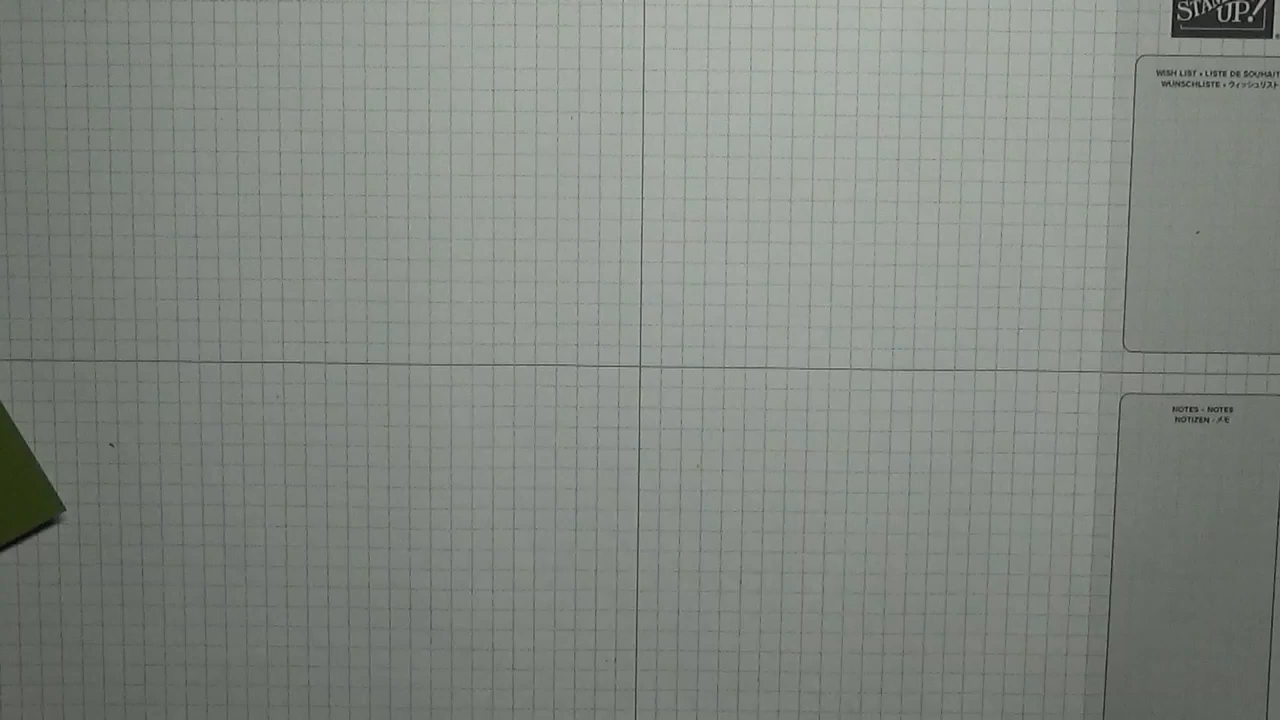 UP!
WISH LIST • LISTE DE SOUHAIT
WUNSCHLISTE • ウィッシュリスト
NOTES - NOTES
NOTIZEN - メモ